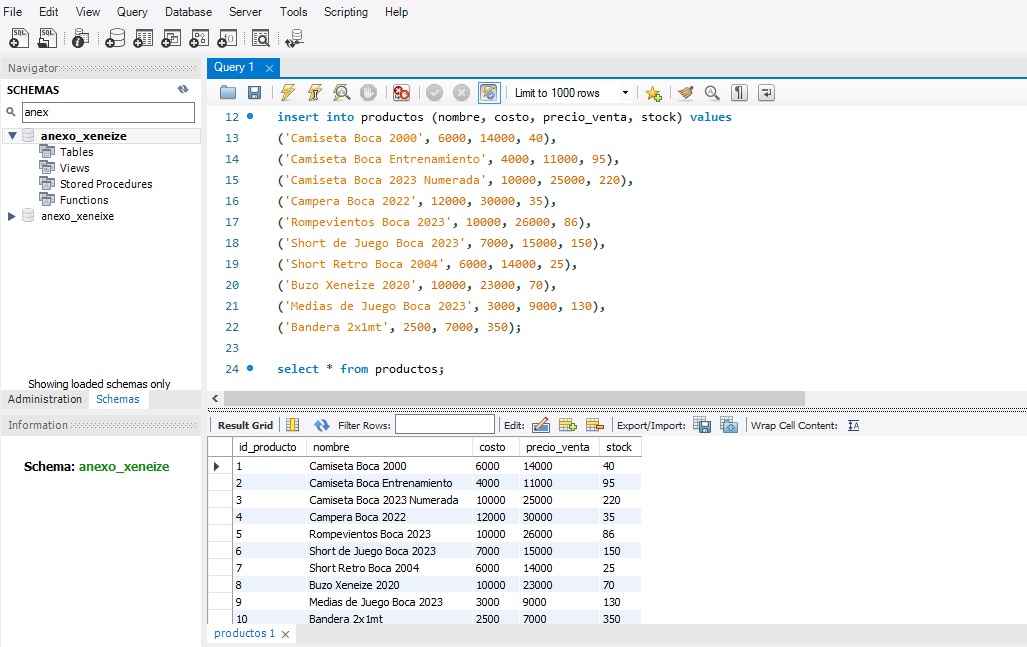 File Edit View Query Database Server Tools Scripting Help
Navigator
SCHEMAS
anex
anexo_xeneize
Tables
Views
Stored Procedures
Functions
anexo_xeneixe
Showing loaded schemas only
Administration Schemas
Information
Schema: anexo_xeneize
Query 1
Limit to 1000 rows
12 insert into productos (nombre, costo, precio_venta, stock) values
13 ('Camiseta Boca 2000', 6000, 14000, 40),
14 ('Camiseta Boca Entrenamiento', 4000, 11000, 95),
15 ('Camiseta Boca 2023 Numerada', 10000, 25000, 220),
16 ('Campera Boca 2022', 12000, 30000, 35),
17 ('Rompevientos Boca 2023', 10000, 26000, 86),
18 ('Short de Juego Boca 2023', 7000, 15000, 150),
19 ('Short Retro Boca 2004', 6000, 14000, 25),
20 ('Buzo Xeneize 2020', 10000, 23000, 70),
21 ('Medias de Juego Boca 2023', 3000, 9000, 130),
22 ('Bandera 2x1mt', 2500, 7000, 350);
23
24 select * from productos;
Result Grid Filter Rows: Edit: Export/Import: Wrap Cell Content:
id_producto nombre costo precio_venta stock
1 Camiseta Boca 2000 6000 14000 40
2 Camiseta Boca Entrenamiento 4000 11000 95
3 Camiseta Boca 2023 Numerada 10000 25000 220
4 Campera Boca 2022 12000 30000 35
5 Rompevientos Boca 2023 10000 26000 86
6 Short de Juego Boca 2023 7000 15000 150
7 Short Retro Boca 2004 6000 14000 25
8 Buzo Xeneize 2020 10000 23000 70
9 Medias de Juego Boca 2023 3000 9000 130
10 Bandera 2x1mt 2500 7000 350
productos 1